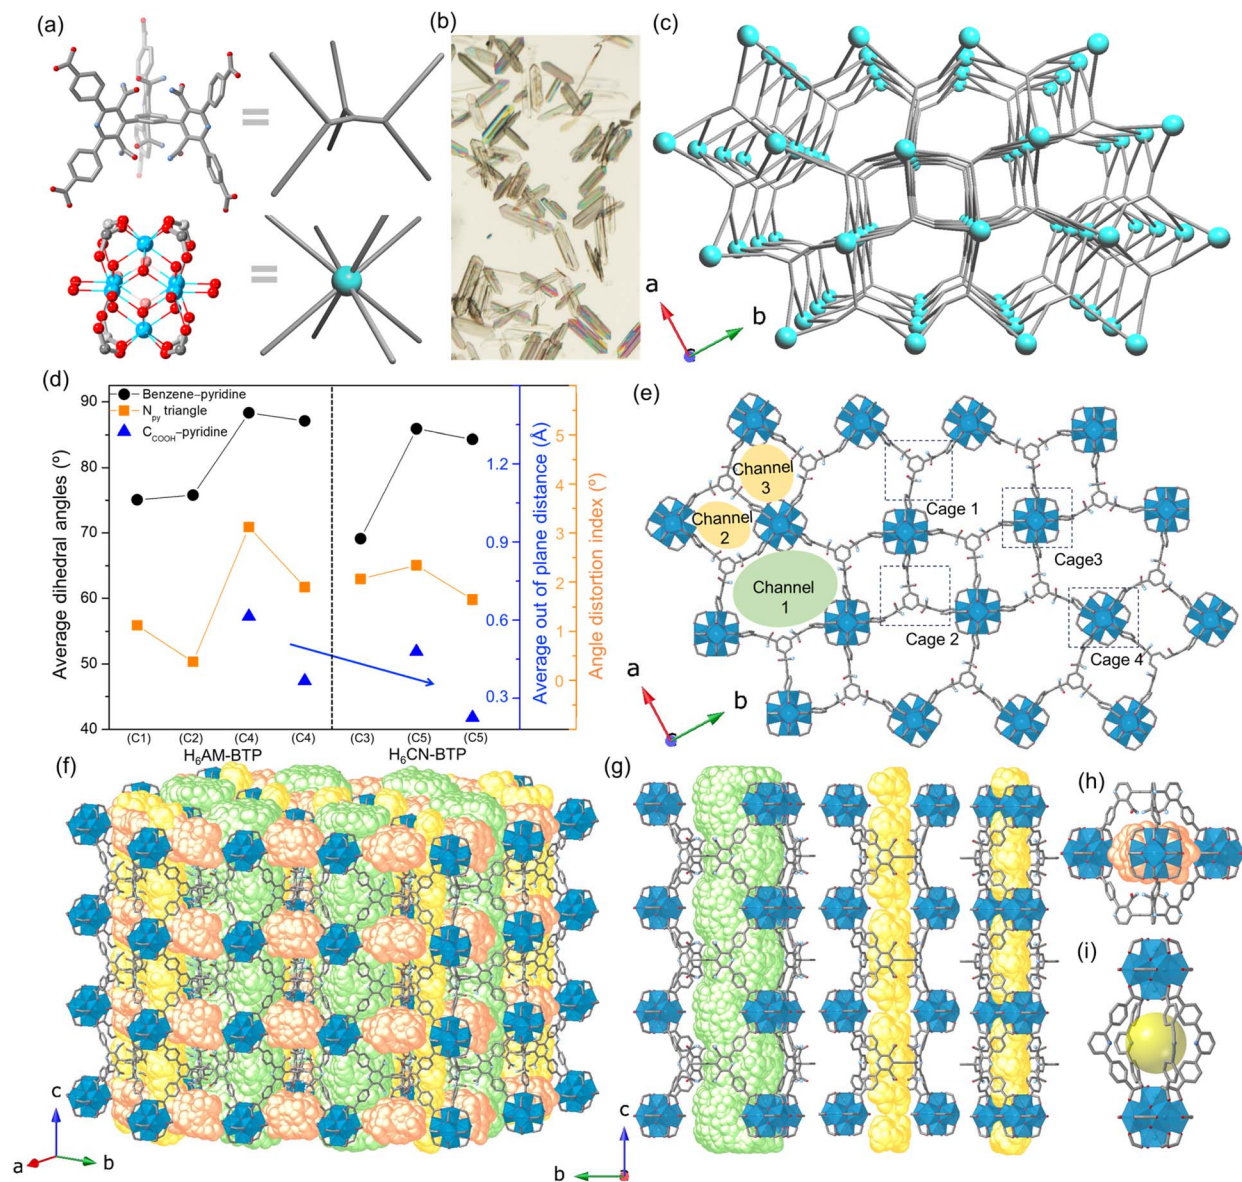 (a)
=
=
(b)
(c)
a
b
(d)
Benzene–pyridine
N_py triangle
C_COOH–pyridine
Average dihedral angles (º)
90
80
70
60
50
40
Average out of plane distance (Å)
1.2
0.9
0.6
0.3
Angle distortion index (º)
5
4
3
2
1
0
(C1) (C2) (C4) (C4) (C3) (C5) (C5)
H₆AM-BTP H₆CN-BTP
(e)
Channel
3
Channel
2
Channel
1
Cage 1
Cage3
Cage 2
Cage 4
a
b
(f)
c
a
b
(g)
c
b
(h)
(i)